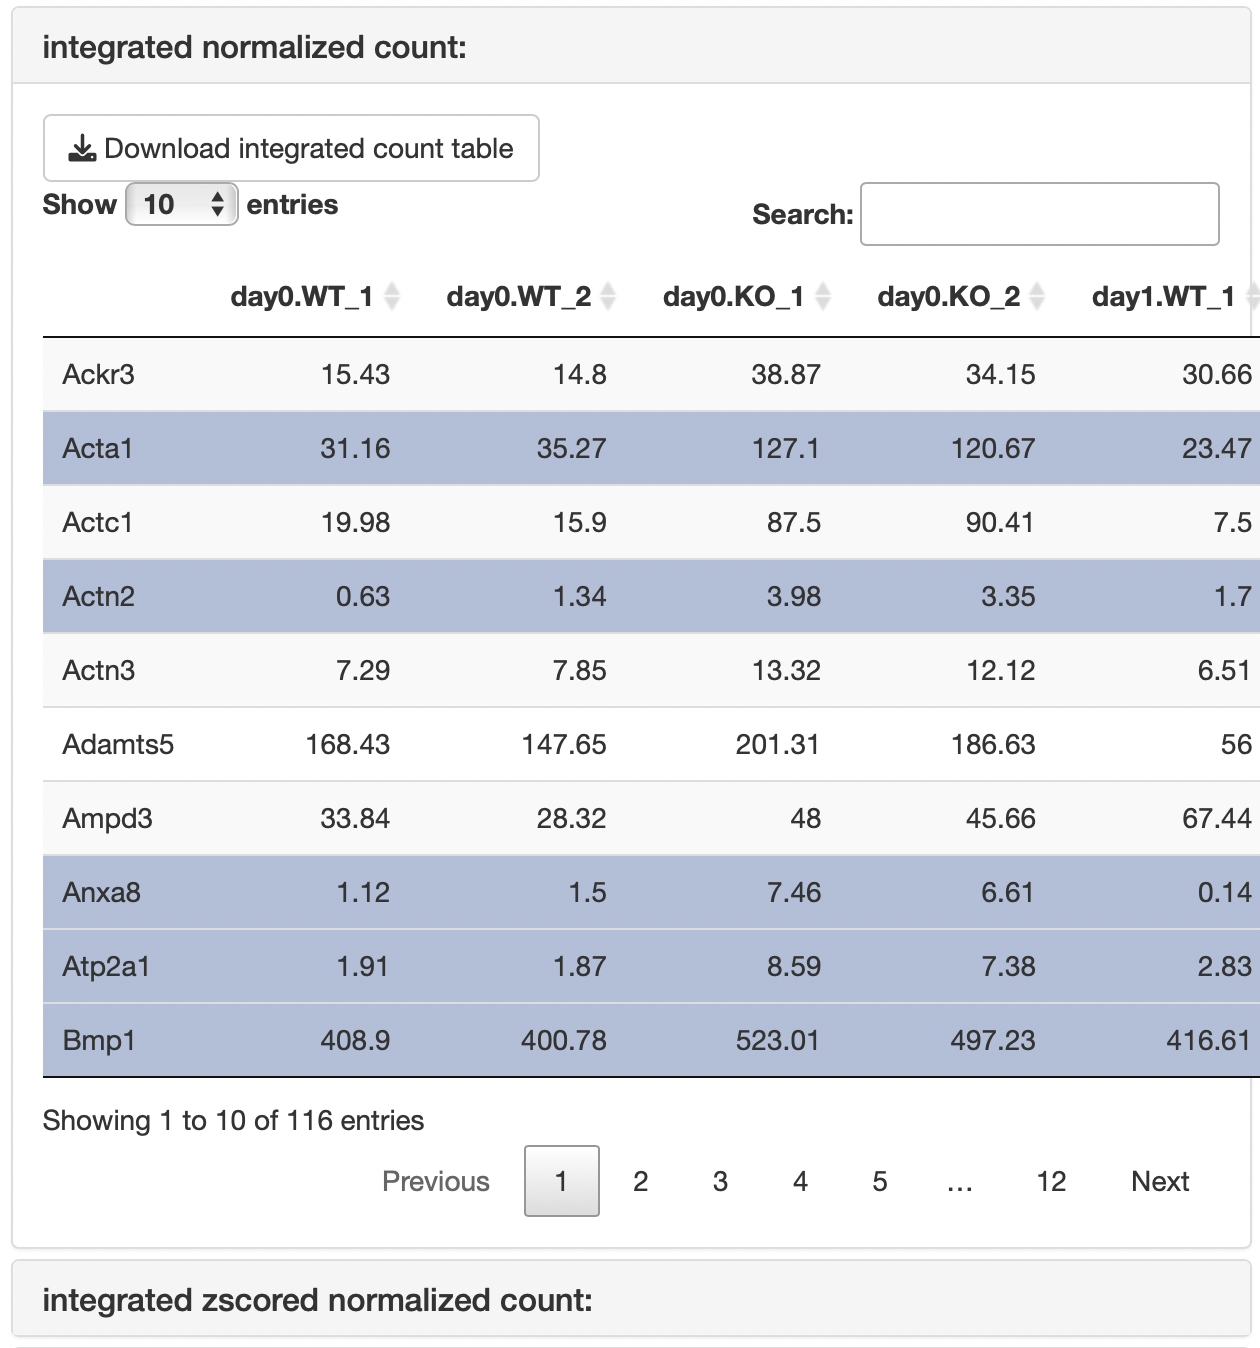 integrated normalized count:
Download integrated count table
Show 10 entries
Search:
day0.WT_1 day0.WT_2 day0.KO_1 day0.KO_2 day1.WT_1
Ackr3 15.43 14.8 38.87 34.15 30.66
Acta1 31.16 35.27 127.1 120.67 23.47
Actc1 19.98 15.9 87.5 90.41 7.5
Actn2 0.63 1.34 3.98 3.35 1.7
Actn3 7.29 7.85 13.32 12.12 6.51
Adamts5 168.43 147.65 201.31 186.63 56
Ampd3 33.84 28.32 48 45.66 67.44
Anxa8 1.12 1.5 7.46 6.61 0.14
Atp2a1 1.91 1.87 8.59 7.38 2.83
Bmp1 408.9 400.78 523.01 497.23 416.61
Showing 1 to 10 of 116 entries
Previous 1 2 3 4 5 … 12 Next
integrated zscored normalized count: